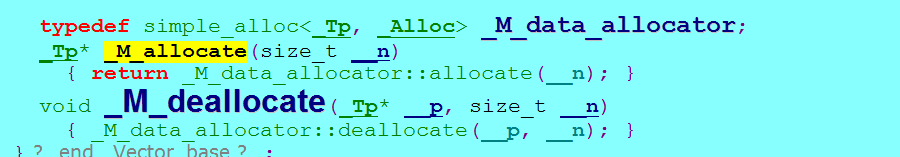 typedef simple_alloc<_Tp, _Alloc> _M_data_allocator;
_Tp* _M_allocate(size_t __n)
{ return _M_data_allocator::allocate(__n); }
void _M_deallocate(_Tp* __p, size_t __n)
{ _M_data_allocator::deallocate(__p, __n); }
} ? end _Vector_base ? ;